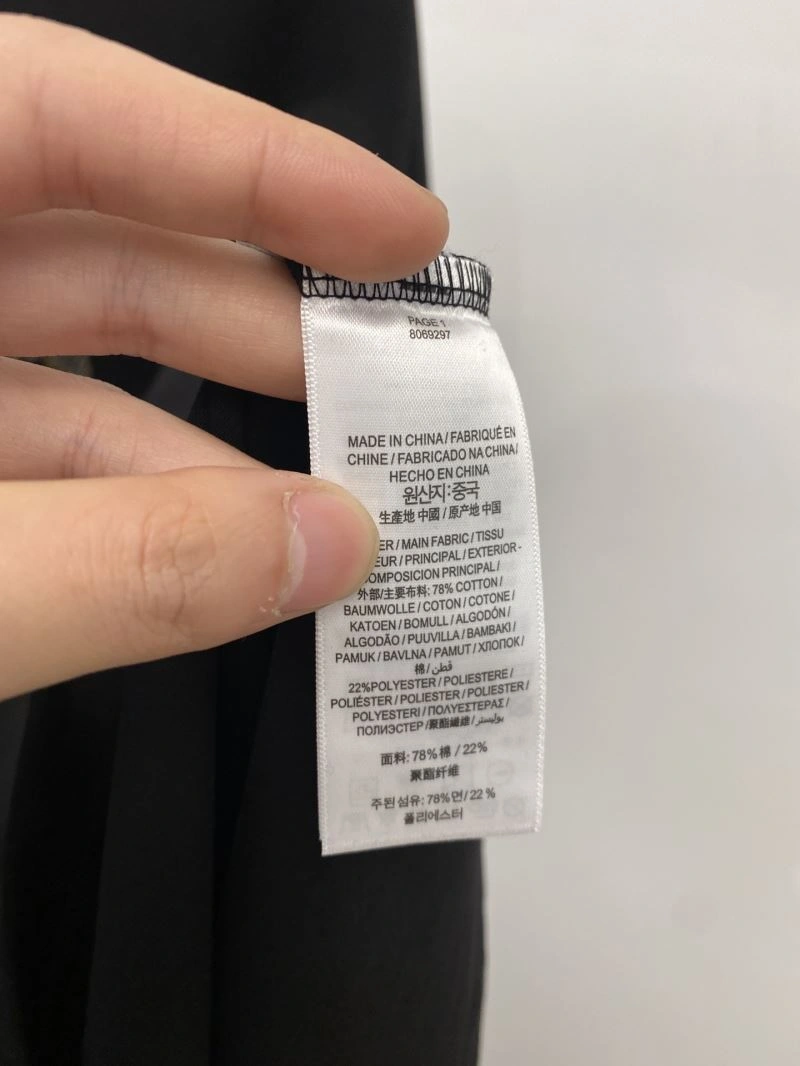 PAGE 1
8069297
MADE IN CHINA / FABRIQUÉ EN
CHINE / FABRICADO NA CHINA /
HECHO EN CHINA
원산지:중국
生產地 中國 / 原产地 中国
ER / MAIN FABRIC / TISSU
EUR / PRINCIPAL / EXTERIOR -
OMPOSICION PRINCIPAL /
外部/主要布料: 78% COTTON /
BAUMWOLLE / COTON / COTONE /
KATOEN / BOMULL / ALGODÓN /
ALGODÃO / PUUVILLA / BAMBAKI /
PAMUK / BAVLNA / PAMUT / ХЛОПОК /
棉 / قطن /
22%POLYESTER / POLIESTERE /
POLIÉSTER / POLIESTER / POLIESTER /
POLYESTERI / ΠΟΛΥΕΣΤΕΡΑΣ /
ПОЛИЭСТЕР /聚酯纖維 / بوليستر /
面料: 78% 棉 / 22%
聚酯纤维
주된 섬유: 78% 면/ 22 %
폴리에스터